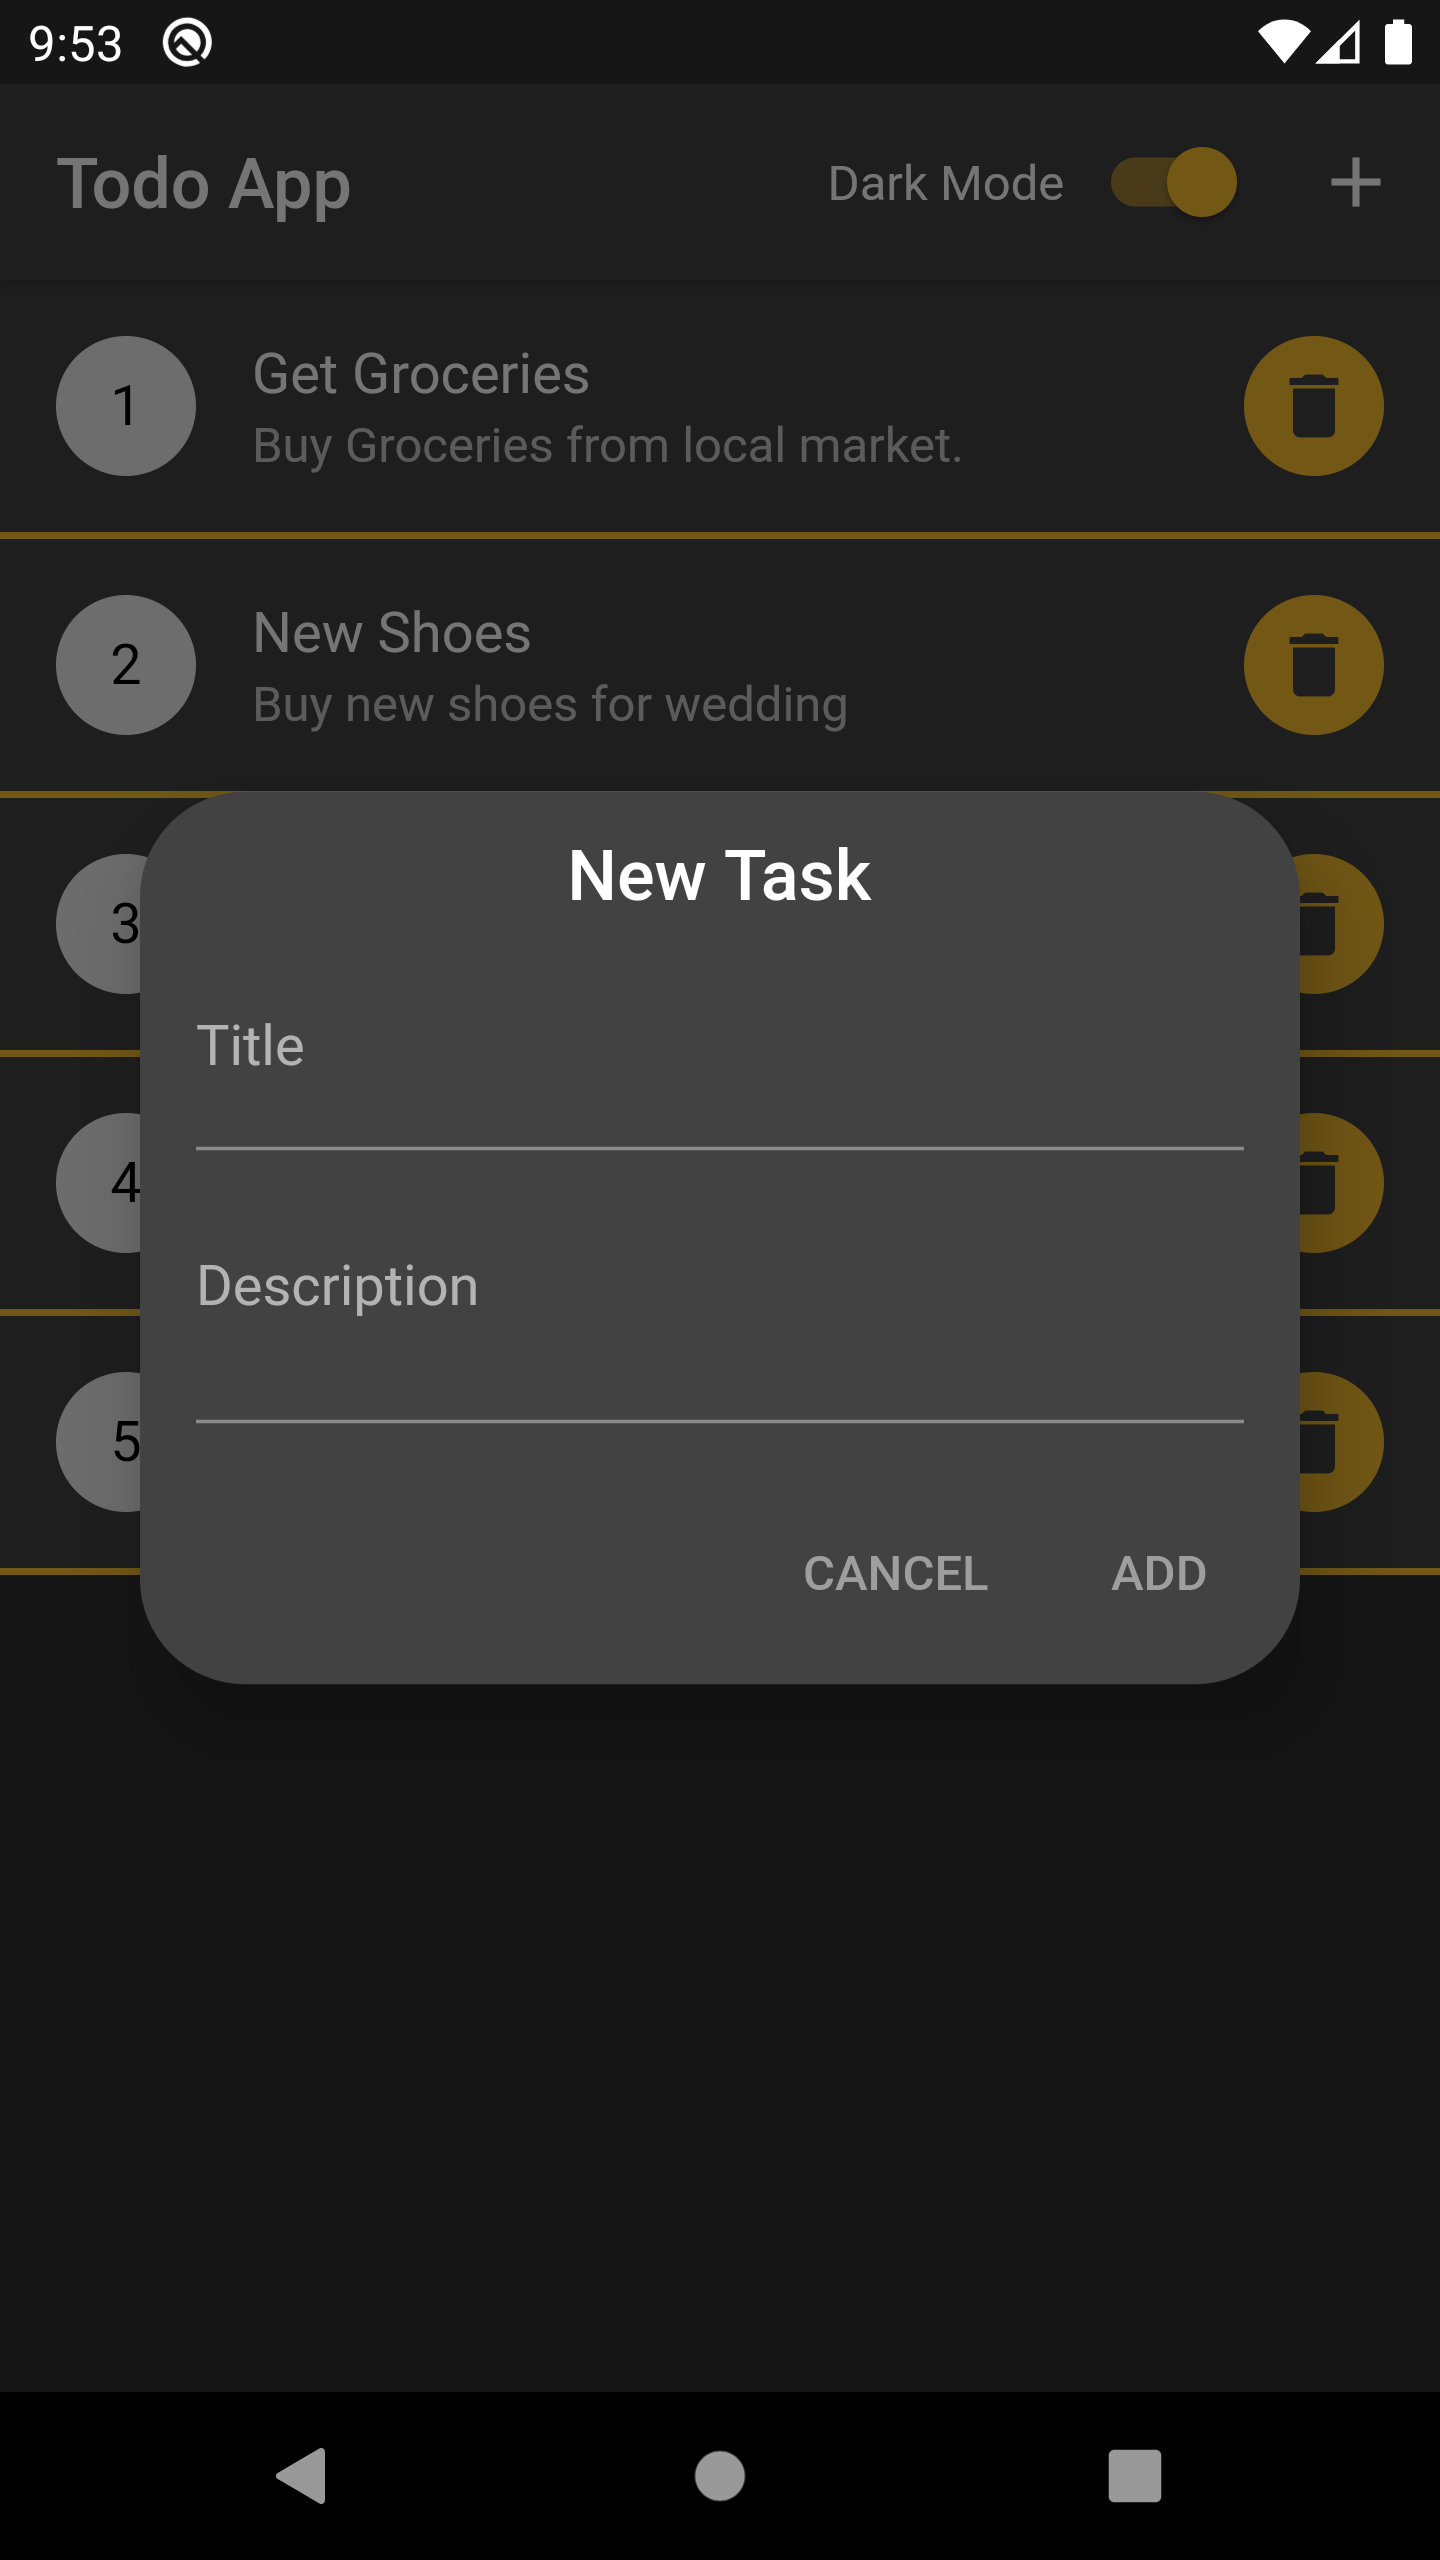 9:53
Todo App
Dark Mode
1
Get Groceries
Buy Groceries from local market.
2
New Shoes
Buy new shoes for wedding
3
New Task
Title
4
Description
5
CANCEL ADD